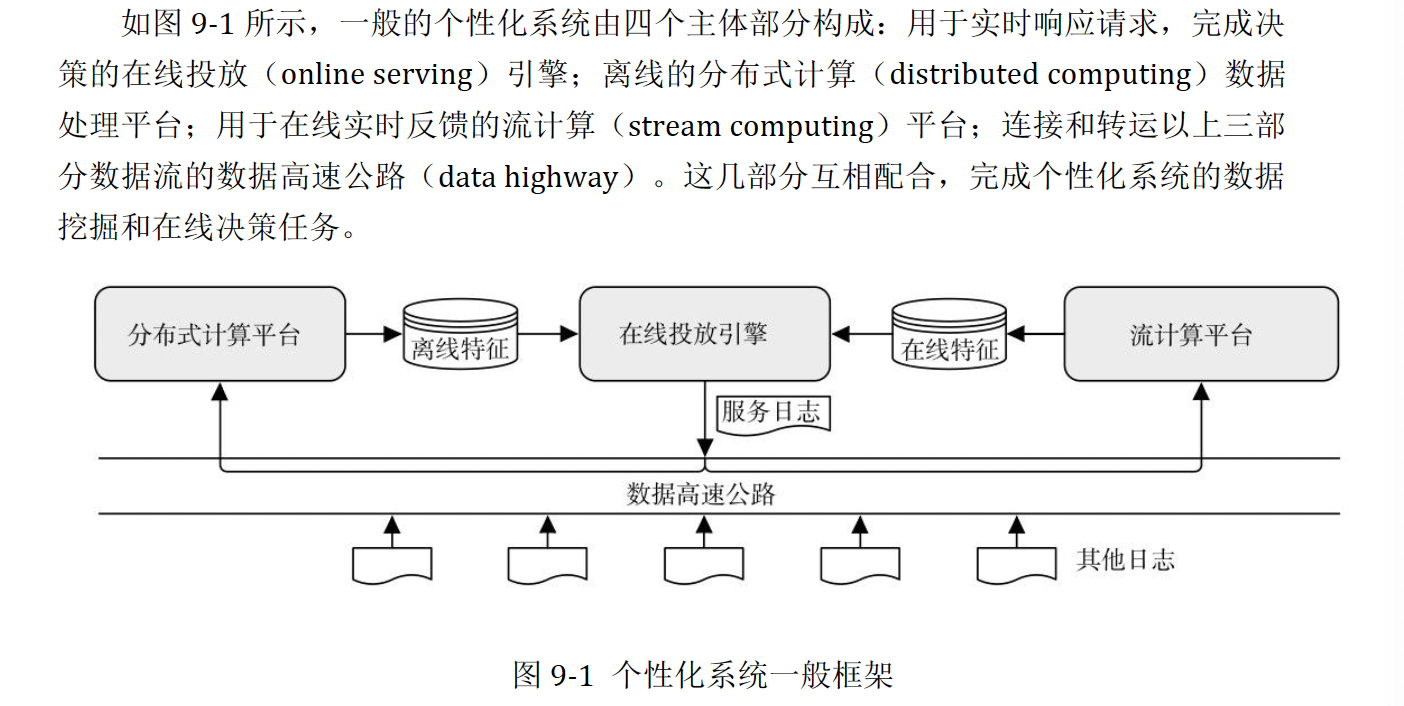 如图 9-1 所示，一般的个性化系统由四个主体部分构成：用于实时响应请求，完成决
策的在线投放（online serving）引擎；离线的分布式计算（distributed computing）数据
处理平台；用于在线实时反馈的流计算（stream computing）平台；连接和转运以上三部
分数据流的数据高速公路（data highway）。这几部分互相配合，完成个性化系统的数据
挖掘和在线决策任务。
分布式计算平台
离线特征
在线投放引擎
在线特征
流计算平台
服务日志
数据高速公路
其他日志
图 9-1 个性化系统一般框架